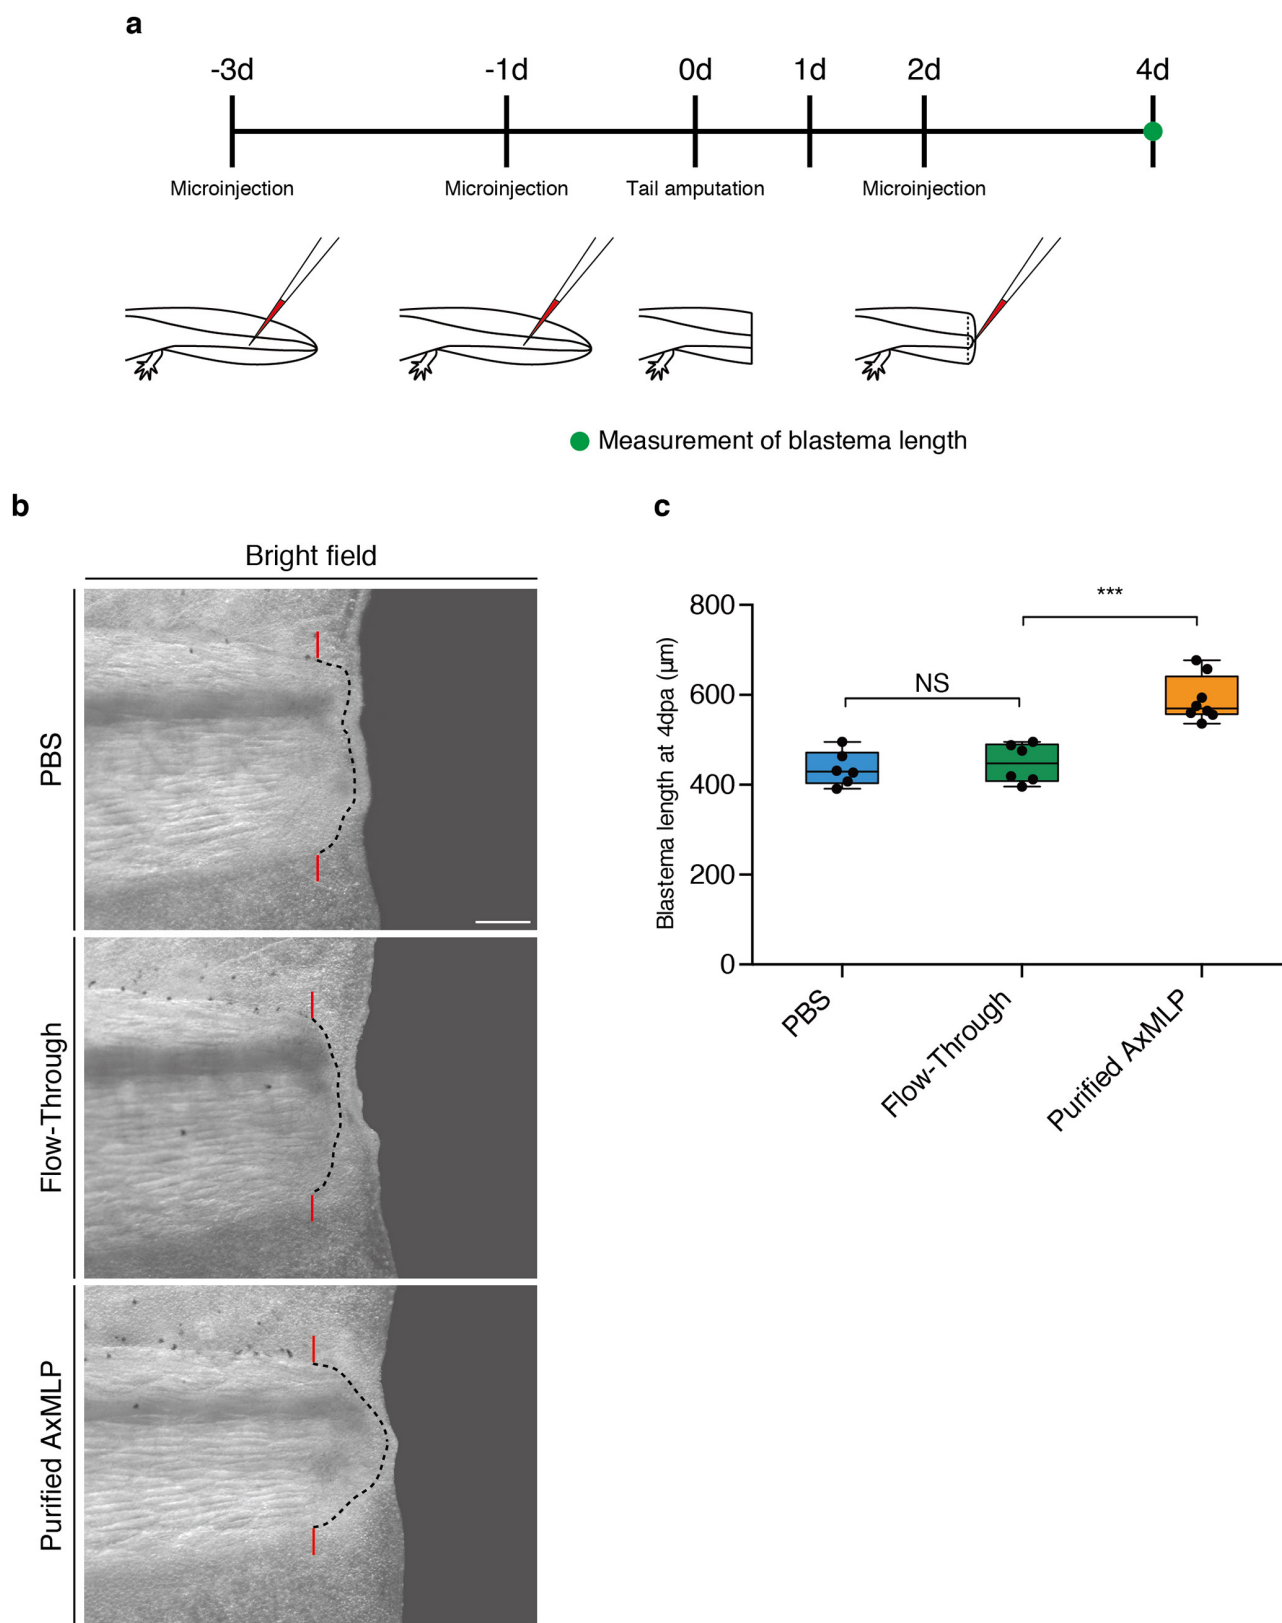 a
-3d -1d 0d 1d 2d 4d
Microinjection Microinjection Tail amputation Microinjection
Measurement of blastema length
b
Bright field
PBS
Flow-Through
Purified AxMLP
c
Blastema length at 4dpa (µm)
800
600
400
200
0
NS
***
PBS
Flow-Through
Purified AxMLP